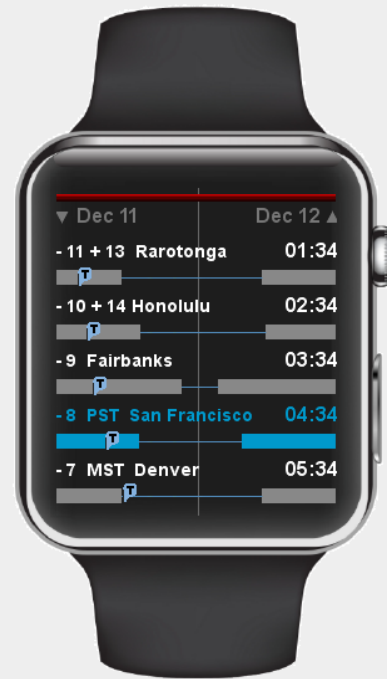 ▼ Dec 11 Dec 12 ▲
- 11 + 13 Rarotonga 01:34
T
- 10 + 14 Honolulu 02:34
T
- 9 Fairbanks 03:34
T
- 8 PST San Francisco 04:34
T
- 7 MST Denver 05:34
T